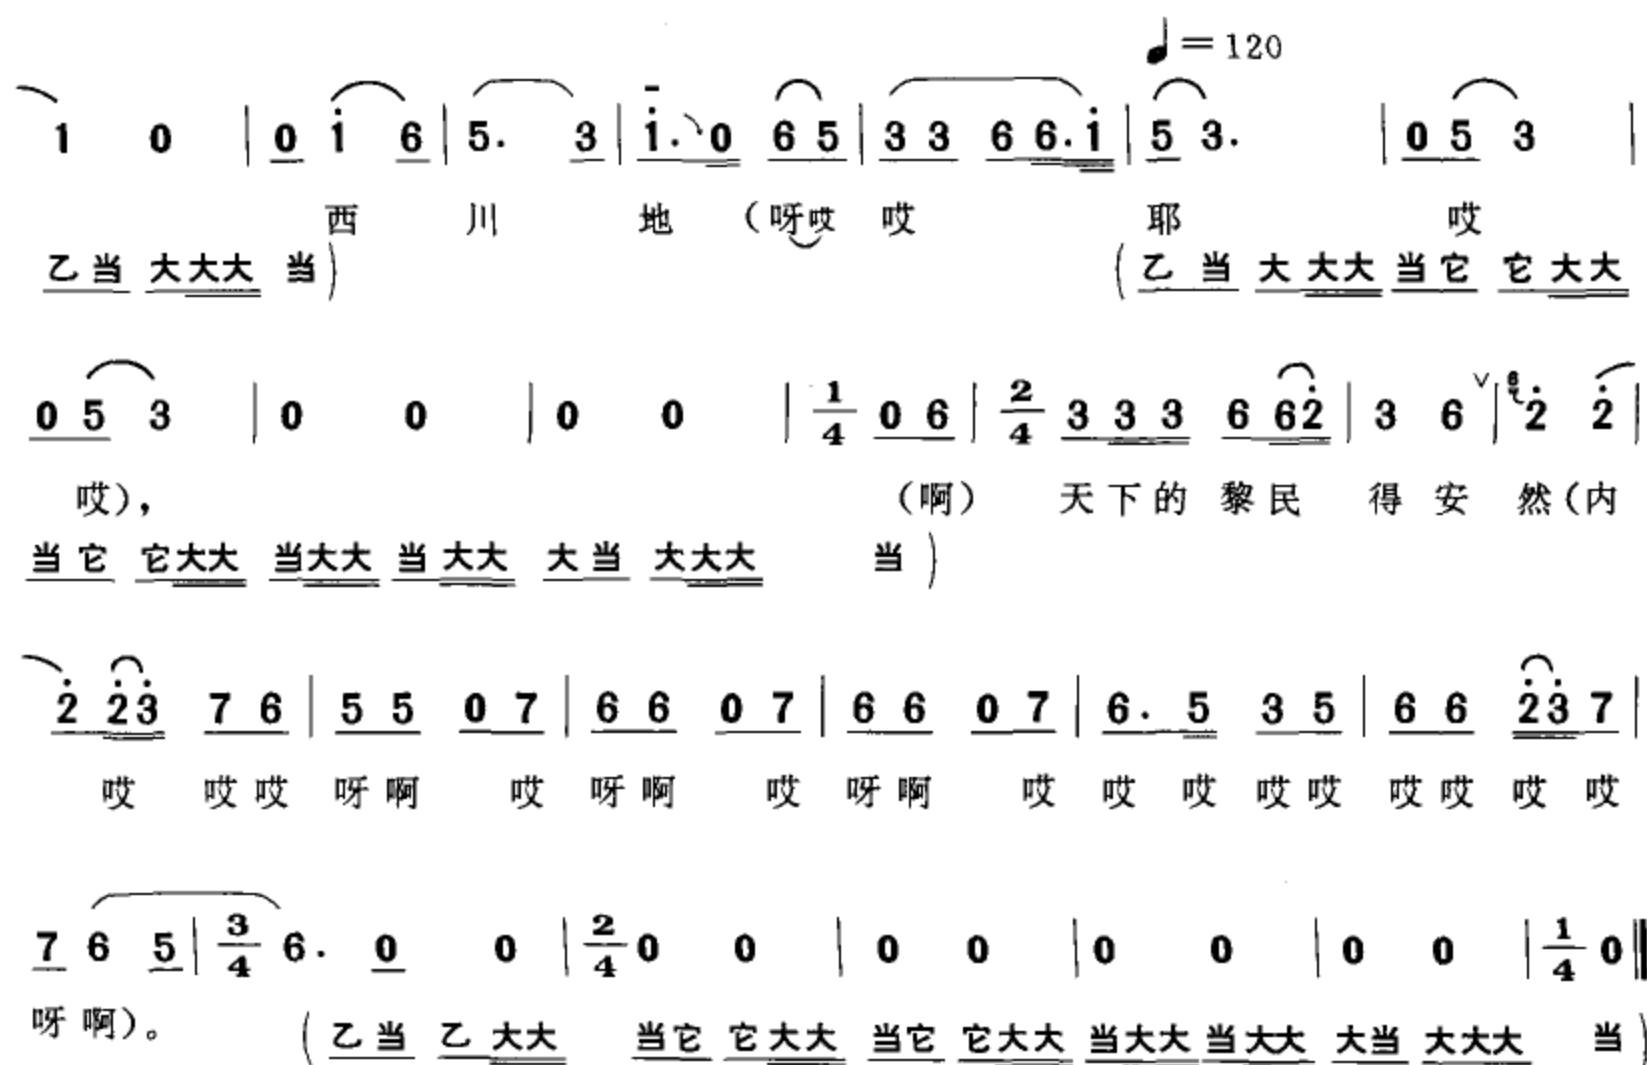 ♩=120
1 0 | 0 i 6 | 5. 3 | i. 0 6 5 | 3 3 6 6. i | 5 3. | 0 5 3 |
西 川 地 （呀哎 哎 耶 哎
乙当 大大大 当） （乙当 大大大 当它 它大大
0 5 3 | 0 0 | 0 0 | 1/4 0 6 | 2/4 3 3 3 6 6 2̇ | 3 6 ∨ | 6 2̇ 2̇ |
哎）， （啊） 天下的 黎民 得 安 然（内
当它 它大大 当大大 当大大 大当 大大大 当）
2̇ 2̇ 3̇ 7 6 | 5 5 0 7 | 6 6 0 7 | 6 6 0 7 | 6. 5 3 5 | 6 6 2̇ 3̇ 7 |
哎 哎哎 呀啊 哎 呀啊 哎 呀啊 哎 哎 哎 哎哎 哎哎 哎 哎
7 6 5 | 3/4 6. 0 0 | 2/4 0 0 | 0 0 | 0 0 | 0 0 | 1/4 0 ‖
呀 啊）。
（乙当 乙大大 当它 它大大 当它 它大大 当大大 当大大 大当 大大大 当）